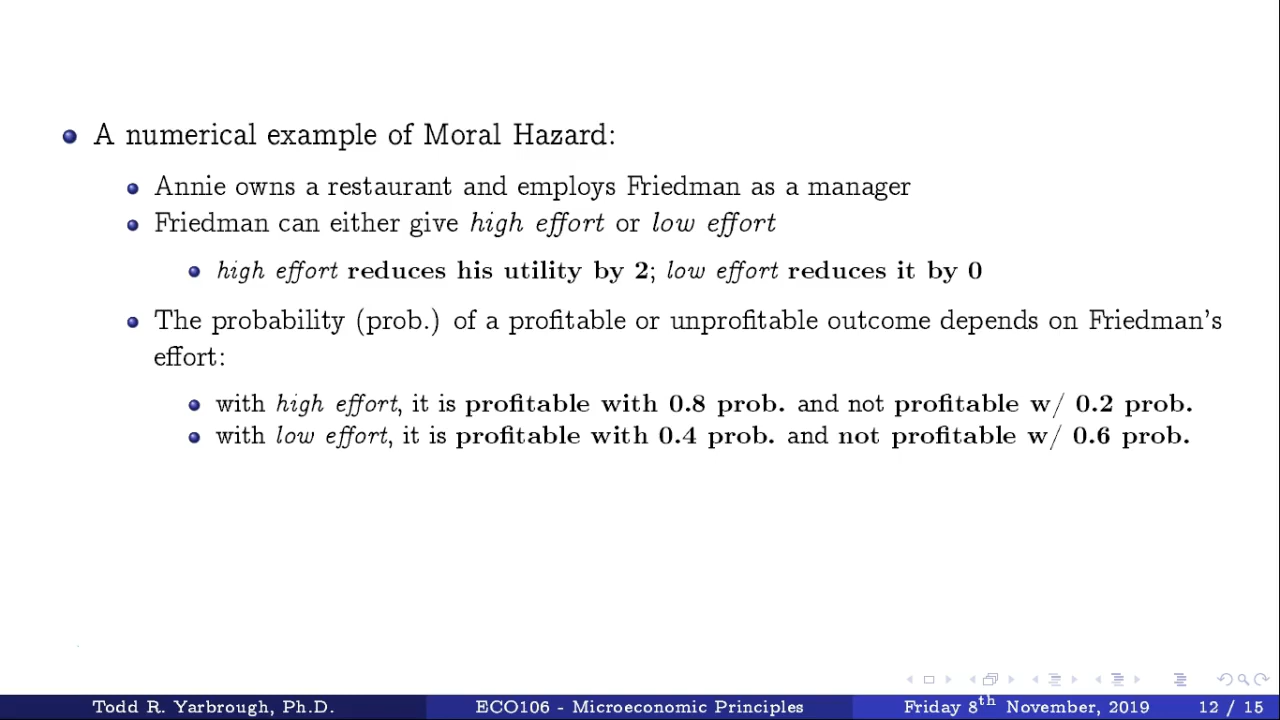 A numerical example of Moral Hazard:
Annie owns a restaurant and employs Friedman as a manager
Friedman can either give high effort or low effort
high effort reduces his utility by 2; low effort reduces it by 0
The probability (prob.) of a profitable or unprofitable outcome depends on Friedman's
effort:
with high effort, it is profitable with 0.8 prob. and not profitable w/ 0.2 prob.
with low effort, it is profitable with 0.4 prob. and not profitable w/ 0.6 prob.
Todd R. Yarbrough, Ph.D. ECO106 - Microeconomic Principles Friday 8th November, 2019 12 / 15